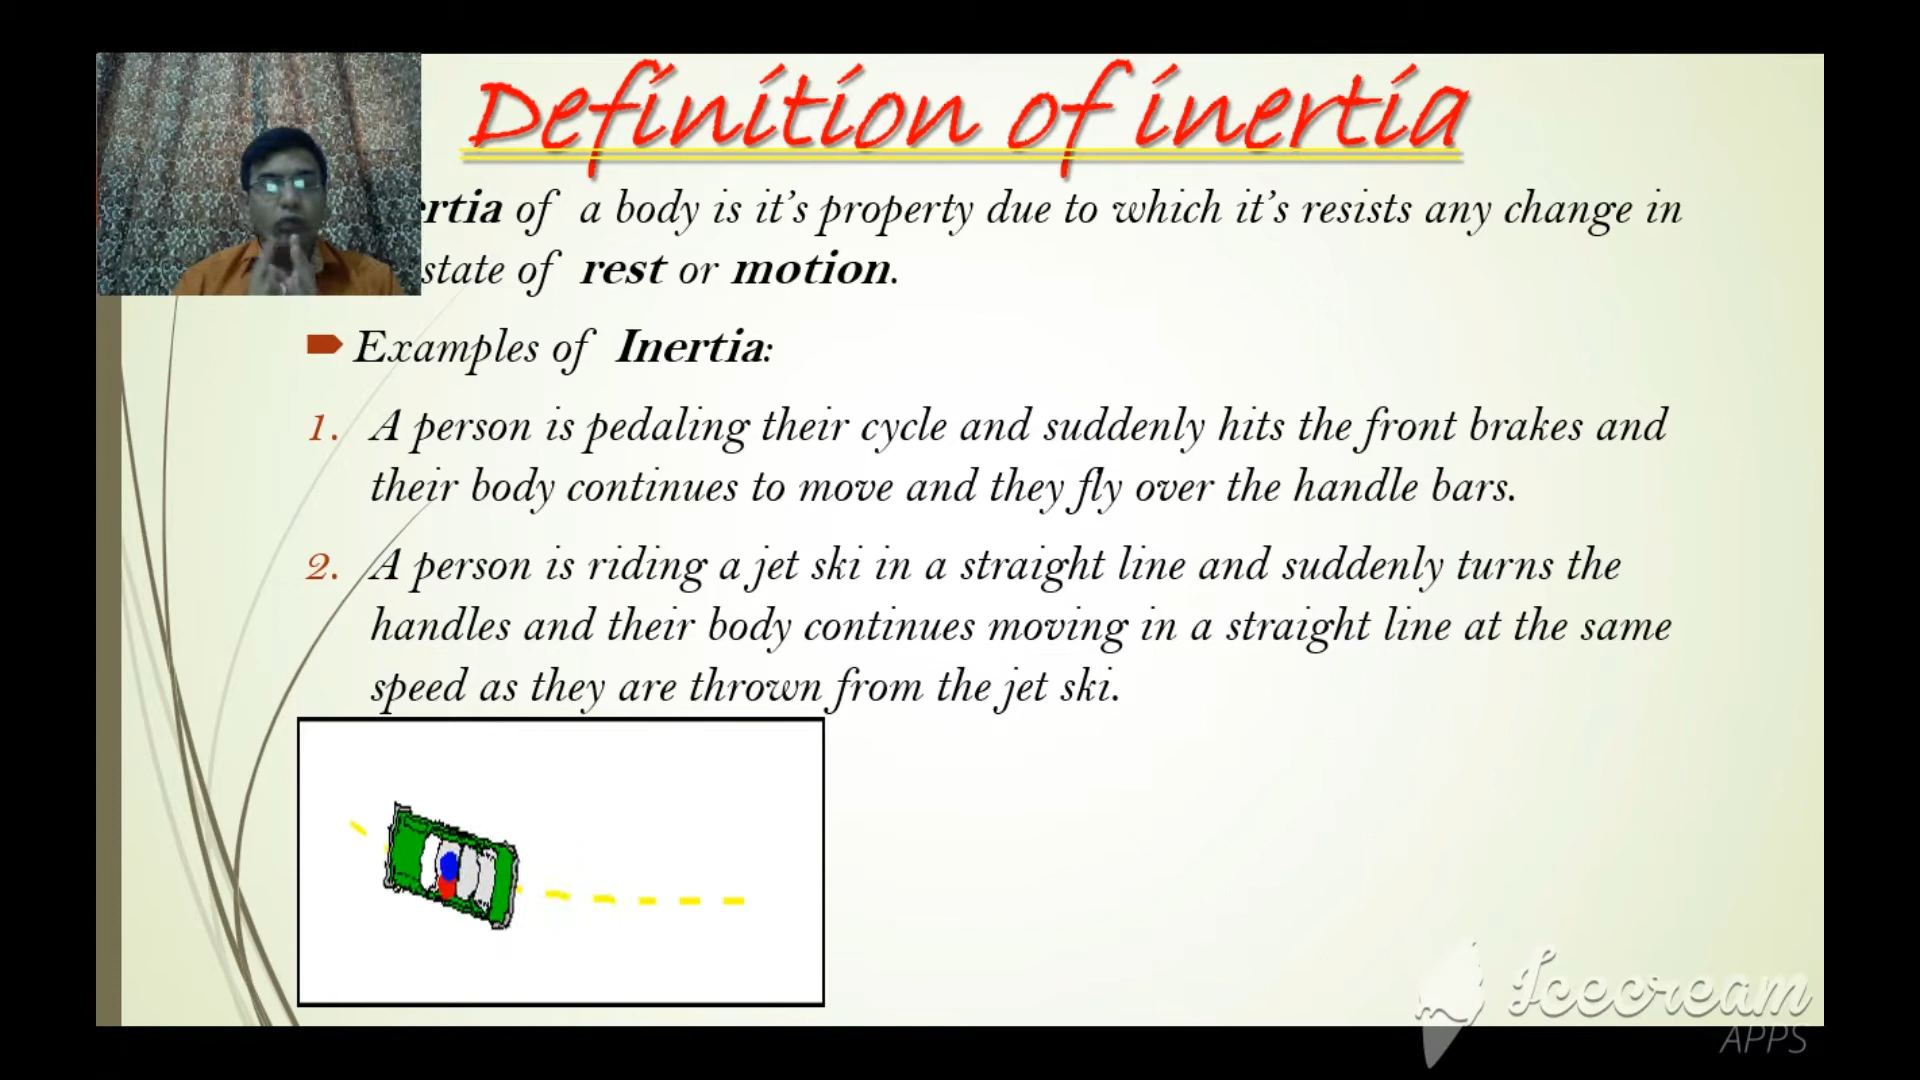 Definition of inertia
ertia of a body is it's property due to which it's resists any change in
state of rest or motion.
Examples of Inertia:
1. A person is pedaling their cycle and suddenly hits the front brakes and
their body continues to move and they fly over the handle bars.
2. A person is riding a jet ski in a straight line and suddenly turns the
handles and their body continues moving in a straight line at the same
speed as they are thrown from the jet ski.
Icecream
APPS